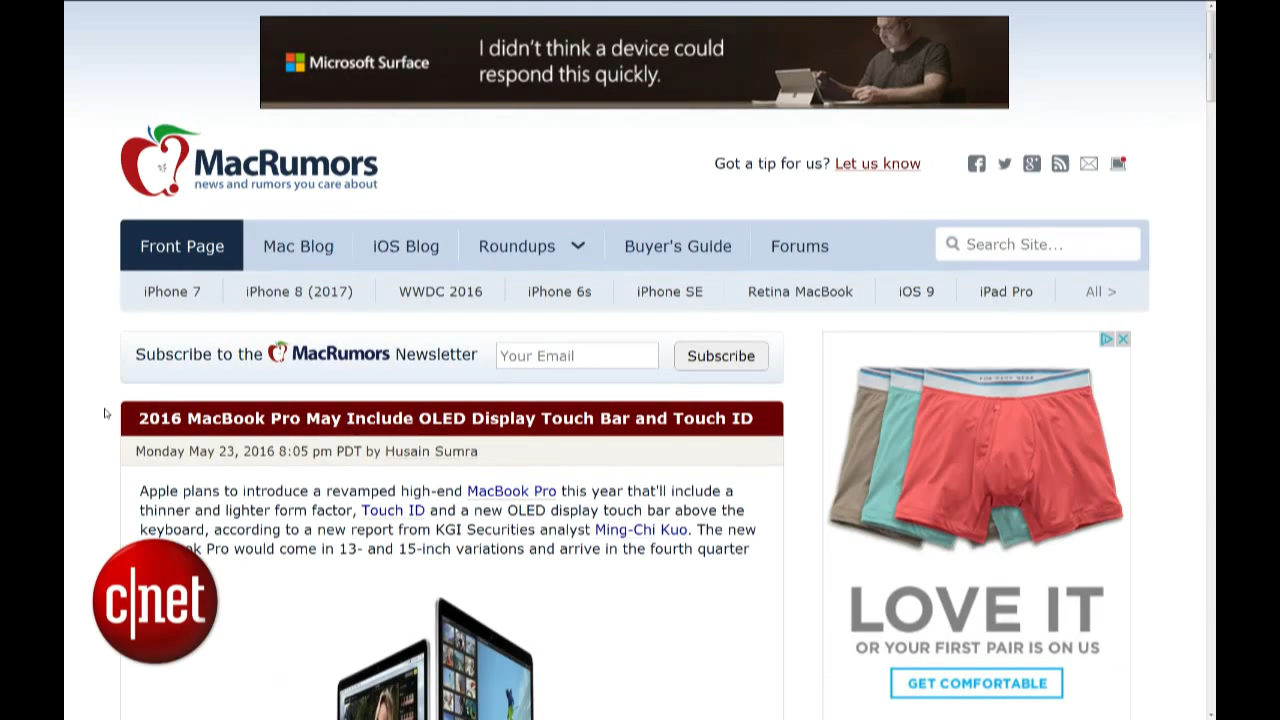 Microsoft Surface
I didn't think a device could
respond this quickly.
MacRumors
news and rumors you care about
Got a tip for us? Let us know
Front Page Mac Blog iOS Blog Roundups Buyer's Guide Forums Search Site...
iPhone 7 iPhone 8 (2017) WWDC 2016 iPhone 6s iPhone SE Retina MacBook iOS 9 iPad Pro All >
Subscribe to the MacRumors Newsletter Your Email Subscribe
2016 MacBook Pro May Include OLED Display Touch Bar and Touch ID
Monday May 23, 2016 8:05 pm PDT by Husain Sumra
Apple plans to introduce a revamped high-end MacBook Pro this year that'll include a
thinner and lighter form factor, Touch ID and a new OLED display touch bar above the
keyboard, according to a new report from KGI Securities analyst Ming-Chi Kuo. The new
ok Pro would come in 13- and 15-inch variations and arrive in the fourth quarter
c|net
LOVE IT
OR YOUR FIRST PAIR IS ON US
GET COMFORTABLE